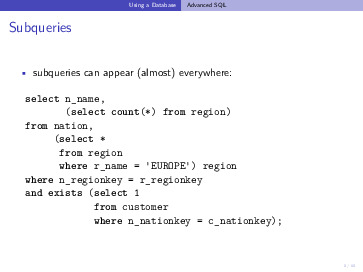 Using a Database Advanced SQL
Subqueries
subqueries can appear (almost) everywhere:
select n_name,
(select count(*) from region)
from nation,
(select *
from region
where r_name = 'EUROPE') region
where n_regionkey = r_regionkey
and exists (select 1
from customer
where n_nationkey = c_nationkey);